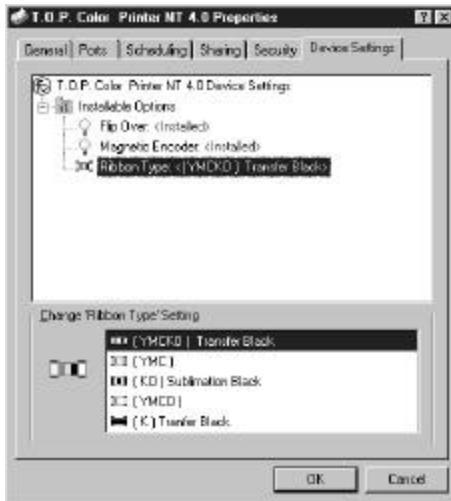 T.O.P. Color Printer NT 4.0 Properties
General Ports Scheduling Sharing Security Device Settings
T.O.P. Color Printer NT 4.0 Device Settings
Installable Options
Flip Over: <Installed>
Magnetic Encoder: <Installed>
Ribbon Type: <(YMCKO) Transfer Black>
Change 'Ribbon Type' Setting
(YMCKO) Transfer Black
(YMC)
(KO) Sublimation Black
(YMCO)
(K) Tranfer Black
OK Cancel